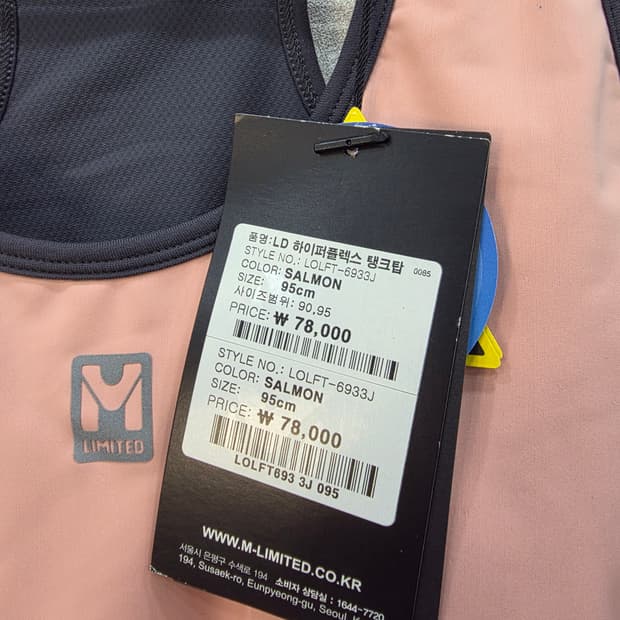 품명:LD 하이퍼플렉스 탱크탑 0085
STYLE NO.: LOLFT-6933J
COLOR: SALMON
SIZE: 95cm
사이즈범위: 90,95
PRICE: ₩ 78,000
STYLE NO.: LOLFT-6933J
COLOR: SALMON
SIZE: 95cm
PRICE: ₩ 78,000
LOLFT693 3J 095
M
LIMITED
WWW.M-LIMITED.CO.KR
서울시 은평구 수색로 194 소비자 상담실 : 1644-7720
194, Susaek-ro, Eunpyeong-gu, Seoul,